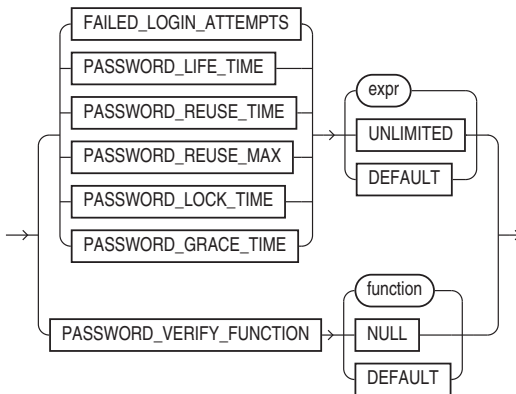 FAILED_LOGIN_ATTEMPTS
PASSWORD_LIFE_TIME
PASSWORD_REUSE_TIME
PASSWORD_REUSE_MAX
PASSWORD_LOCK_TIME
PASSWORD_GRACE_TIME
expr
UNLIMITED
DEFAULT
PASSWORD_VERIFY_FUNCTION
function
NULL
DEFAULT